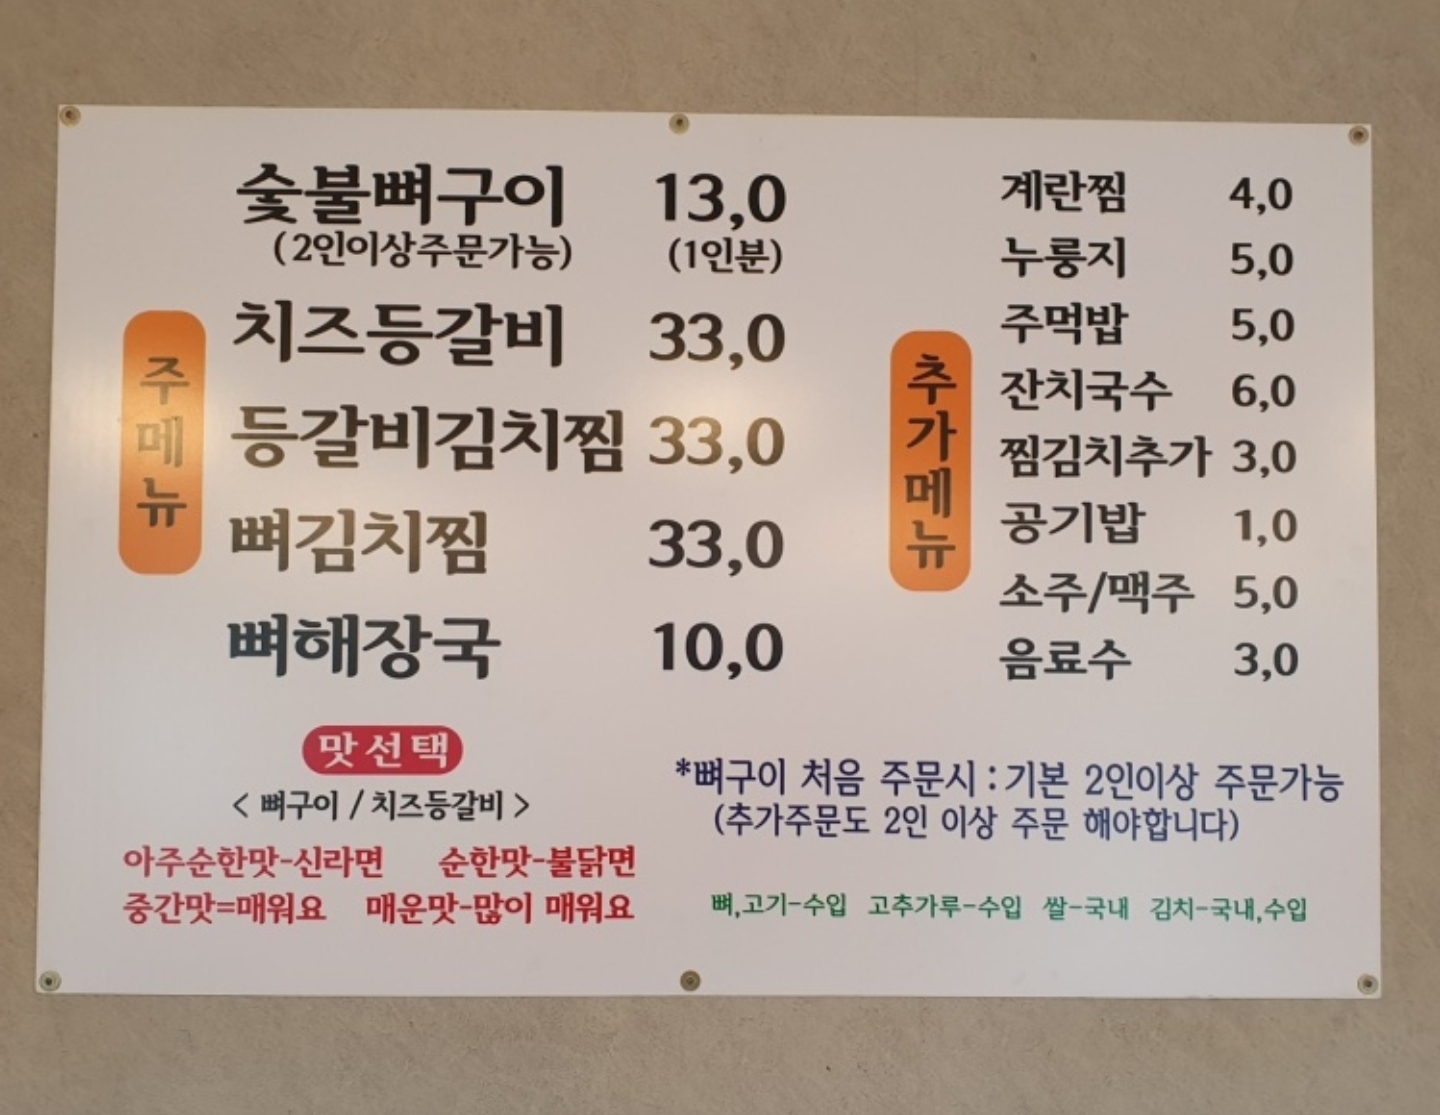 숯불뼈구이 13,0
(2인이상주문가능) (1인분)
주메뉴
치즈등갈비 33,0
등갈비김치찜 33,0
뼈김치찜 33,0
뼈해장국 10,0
추가메뉴
계란찜 4,0
누룽지 5,0
주먹밥 5,0
잔치국수 6,0
찜김치추가 3,0
공기밥 1,0
소주/맥주 5,0
음료수 3,0
맛선택
< 뼈구이 / 치즈등갈비 >
아주순한맛-신라면 순한맛-불닭면
중간맛=매워요 매운맛-많이 매워요
*뼈구이 처음 주문시 : 기본 2인이상 주문가능
(추가주문도 2인 이상 주문 해야합니다)
뼈,고기-수입 고추가루-수입 쌀-국내 김치-국내,수입